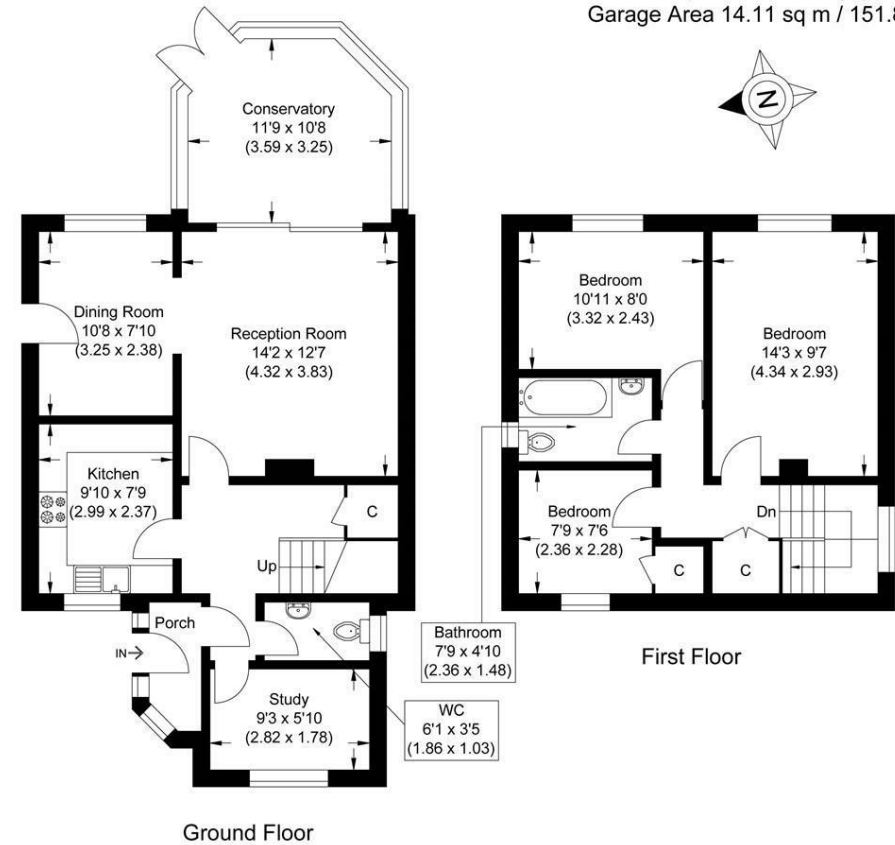 Garage Area 14.11 sq m / 151.8
N
Conservatory
11'9 x 10'8
(3.59 x 3.25)
Dining Room
10'8 x 7'10
(3.25 x 2.38)
Reception Room
14'2 x 12'7
(4.32 x 3.83)
Kitchen
9'10 x 7'9
(2.99 x 2.37)
C
Up
Porch
IN
Study
9'3 x 5'10
(2.82 x 1.78)
WC
6'1 x 3'5
(1.86 x 1.03)
Ground Floor
Bedroom
10'11 x 8'0
(3.32 x 2.43)
Bedroom
14'3 x 9'7
(4.34 x 2.93)
Bedroom
7'9 x 7'6
(2.36 x 2.28)
Dn
C
C
Bathroom
7'9 x 4'10
(2.36 x 1.48)
First Floor